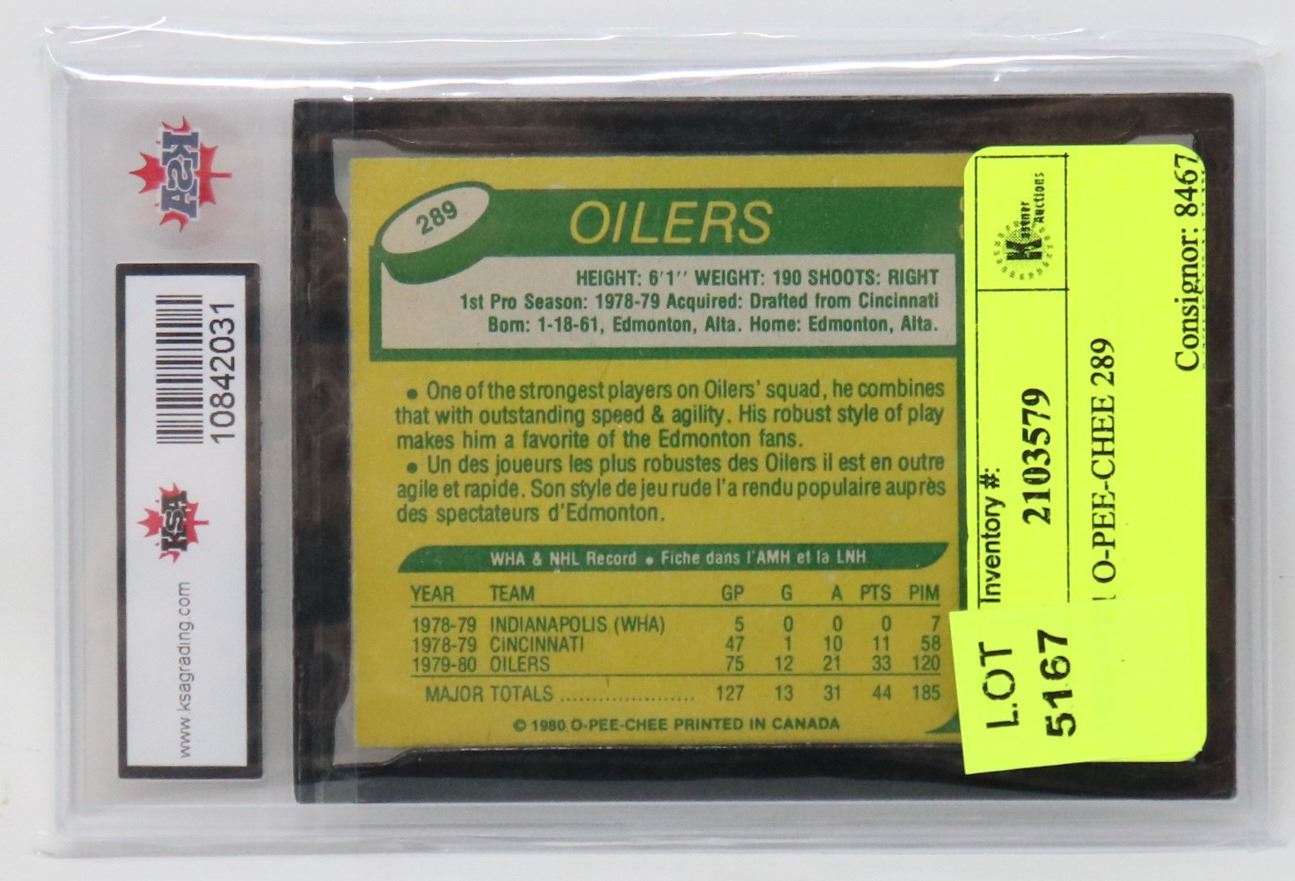 KSA
10842031
KSA
www.ksagrading.com
289
OILERS
HEIGHT: 6'1'' WEIGHT: 190 SHOOTS: RIGHT
1st Pro Season: 1978-79 Acquired: Drafted from Cincinnati
Born: 1-18-61, Edmonton, Alta. Home: Edmonton, Alta.
• One of the strongest players on Oilers' squad, he combines
that with outstanding speed & agility. His robust style of play
makes him a favorite of the Edmonton fans.
• Un des joueurs les plus robustes des Oilers il est en outre
agile et rapide. Son style de jeu rude l'a rendu populaire auprès
des spectateurs d'Edmonton.
WHA & NHL Record • Fiche dans l'AMH et la LNH
YEAR TEAM GP G A PTS PIM
1978-79 INDIANAPOLIS (WHA) 5 0 0 0 7
1978-79 CINCINNATI 47 1 10 11 58
1979-80 OILERS 75 12 21 33 120
MAJOR TOTALS ........................ 127 13 31 44 185
© 1980 O-PEE-CHEE PRINTED IN CANADA
Kastner
Auctions
Inventory #:
2103579
O-PEE-CHEE 289
Consignor: 8467
LOT
5167